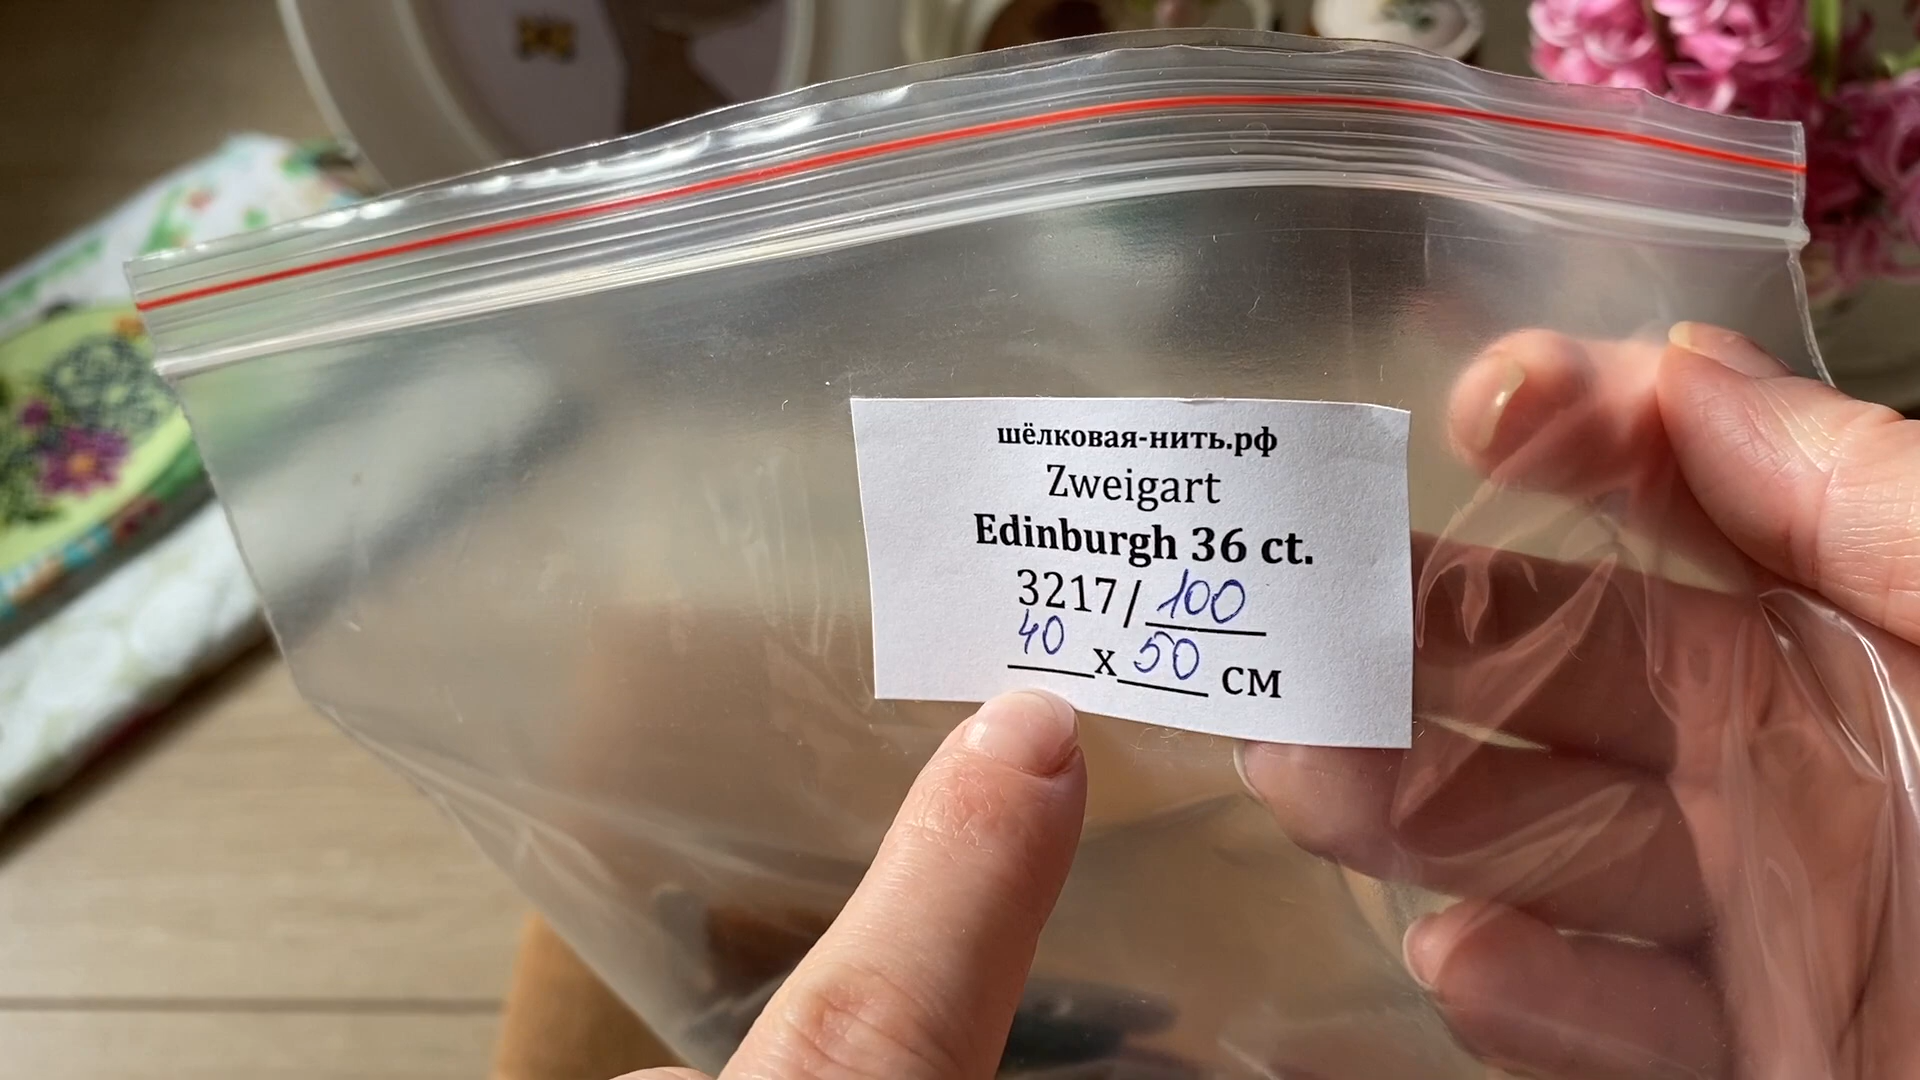 шёлковая-нить.рф
Zweigart
Edinburgh 36 ct.
3217/ 100
40 x 50 см